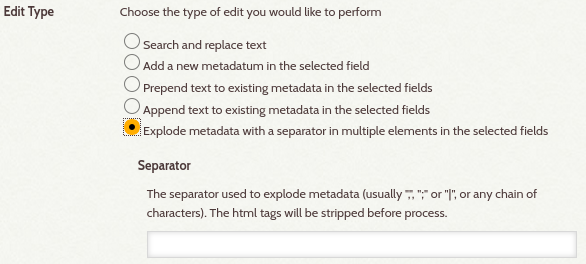 Edit Type
Choose the type of edit you would like to perform
Search and replace text
Add a new metadatum in the selected field
Prepend text to existing metadata in the selected fields
Append text to existing metadata in the selected fields
Explode metadata with a separator in multiple elements in the selected fields
Separator
The separator used to explode metadata (usually ",", ";" or "|", or any chain of
characters). The html tags will be stripped before process.